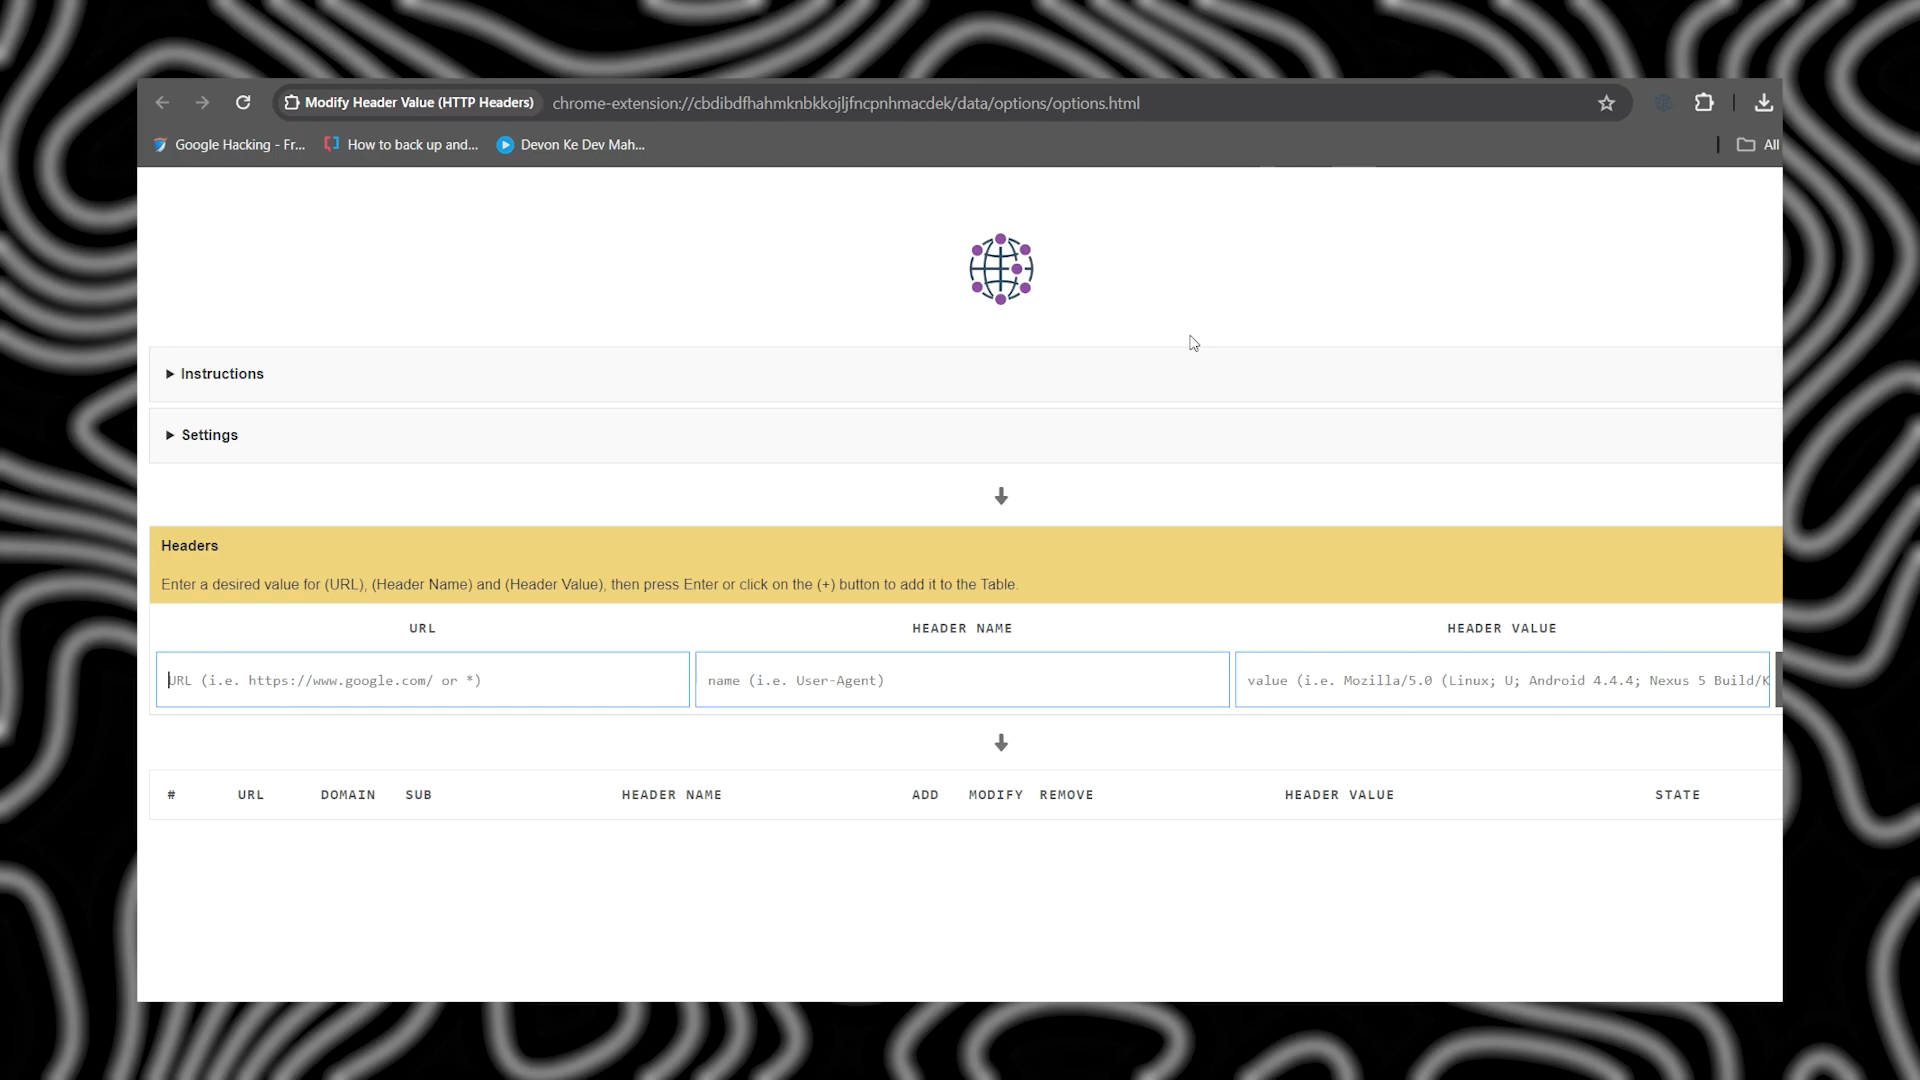 Modify Header Value (HTTP Headers) chrome-extension://cbdibdfhahmknbkkojljfncpnhmacdek/data/options/options.html
Google Hacking - Fr... How to back up and... Devon Ke Dev Mah... All
Instructions
Settings
Headers
Enter a desired value for (URL), (Header Name) and (Header Value), then press Enter or click on the (+) button to add it to the Table.
URL HEADER NAME HEADER VALUE
URL (i.e. https://www.google.com/ or *) name (i.e. User-Agent) value (i.e. Mozilla/5.0 (Linux; U; Android 4.4.4; Nexus 5 Build/K
# URL DOMAIN SUB HEADER NAME ADD MODIFY REMOVE HEADER VALUE STATE